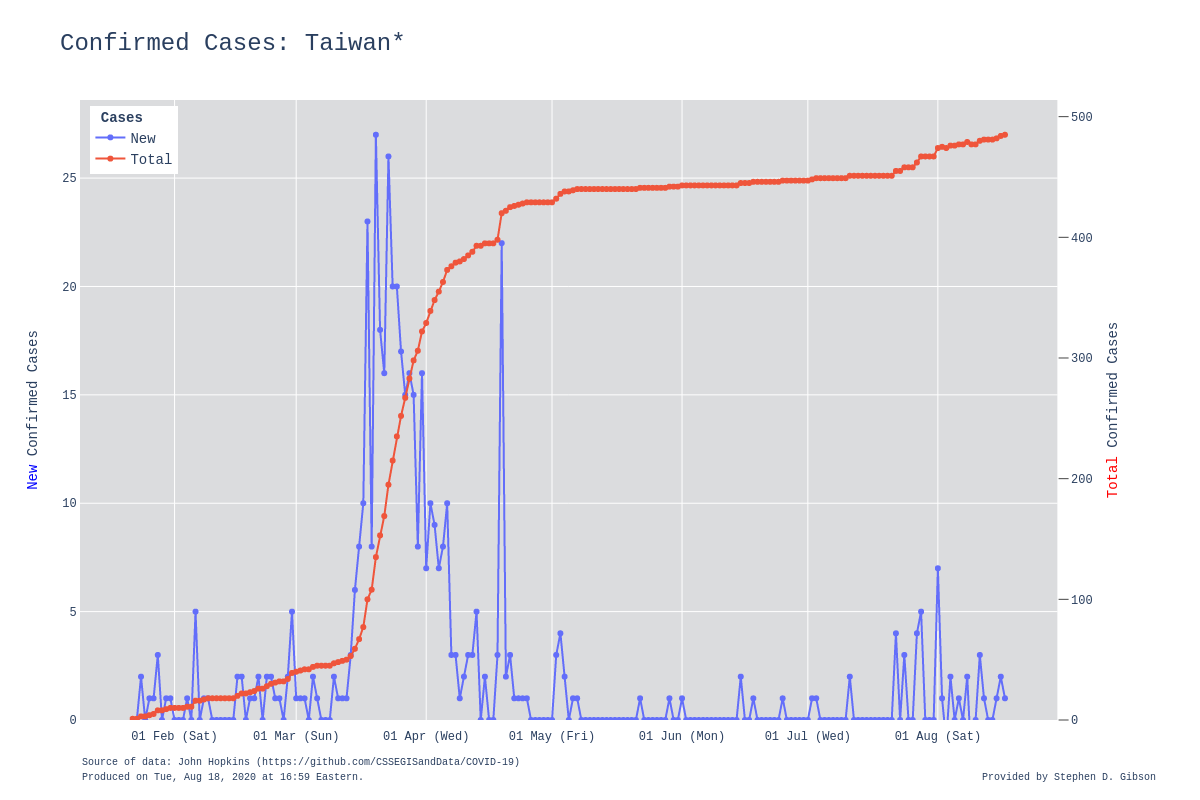 Confirmed Cases: Taiwan*
Cases
New
Total
25
20
15
10
5
0
500
400
300
200
100
0
New Confirmed Cases
Total Confirmed Cases
01 Feb (Sat) 01 Mar (Sun) 01 Apr (Wed) 01 May (Fri) 01 Jun (Mon) 01 Jul (Wed) 01 Aug (Sat)
Source of data: John Hopkins (https://github.com/CSSEGISandData/COVID-19)
Produced on Tue, Aug 18, 2020 at 16:59 Eastern.
Provided by Stephen D. Gibson